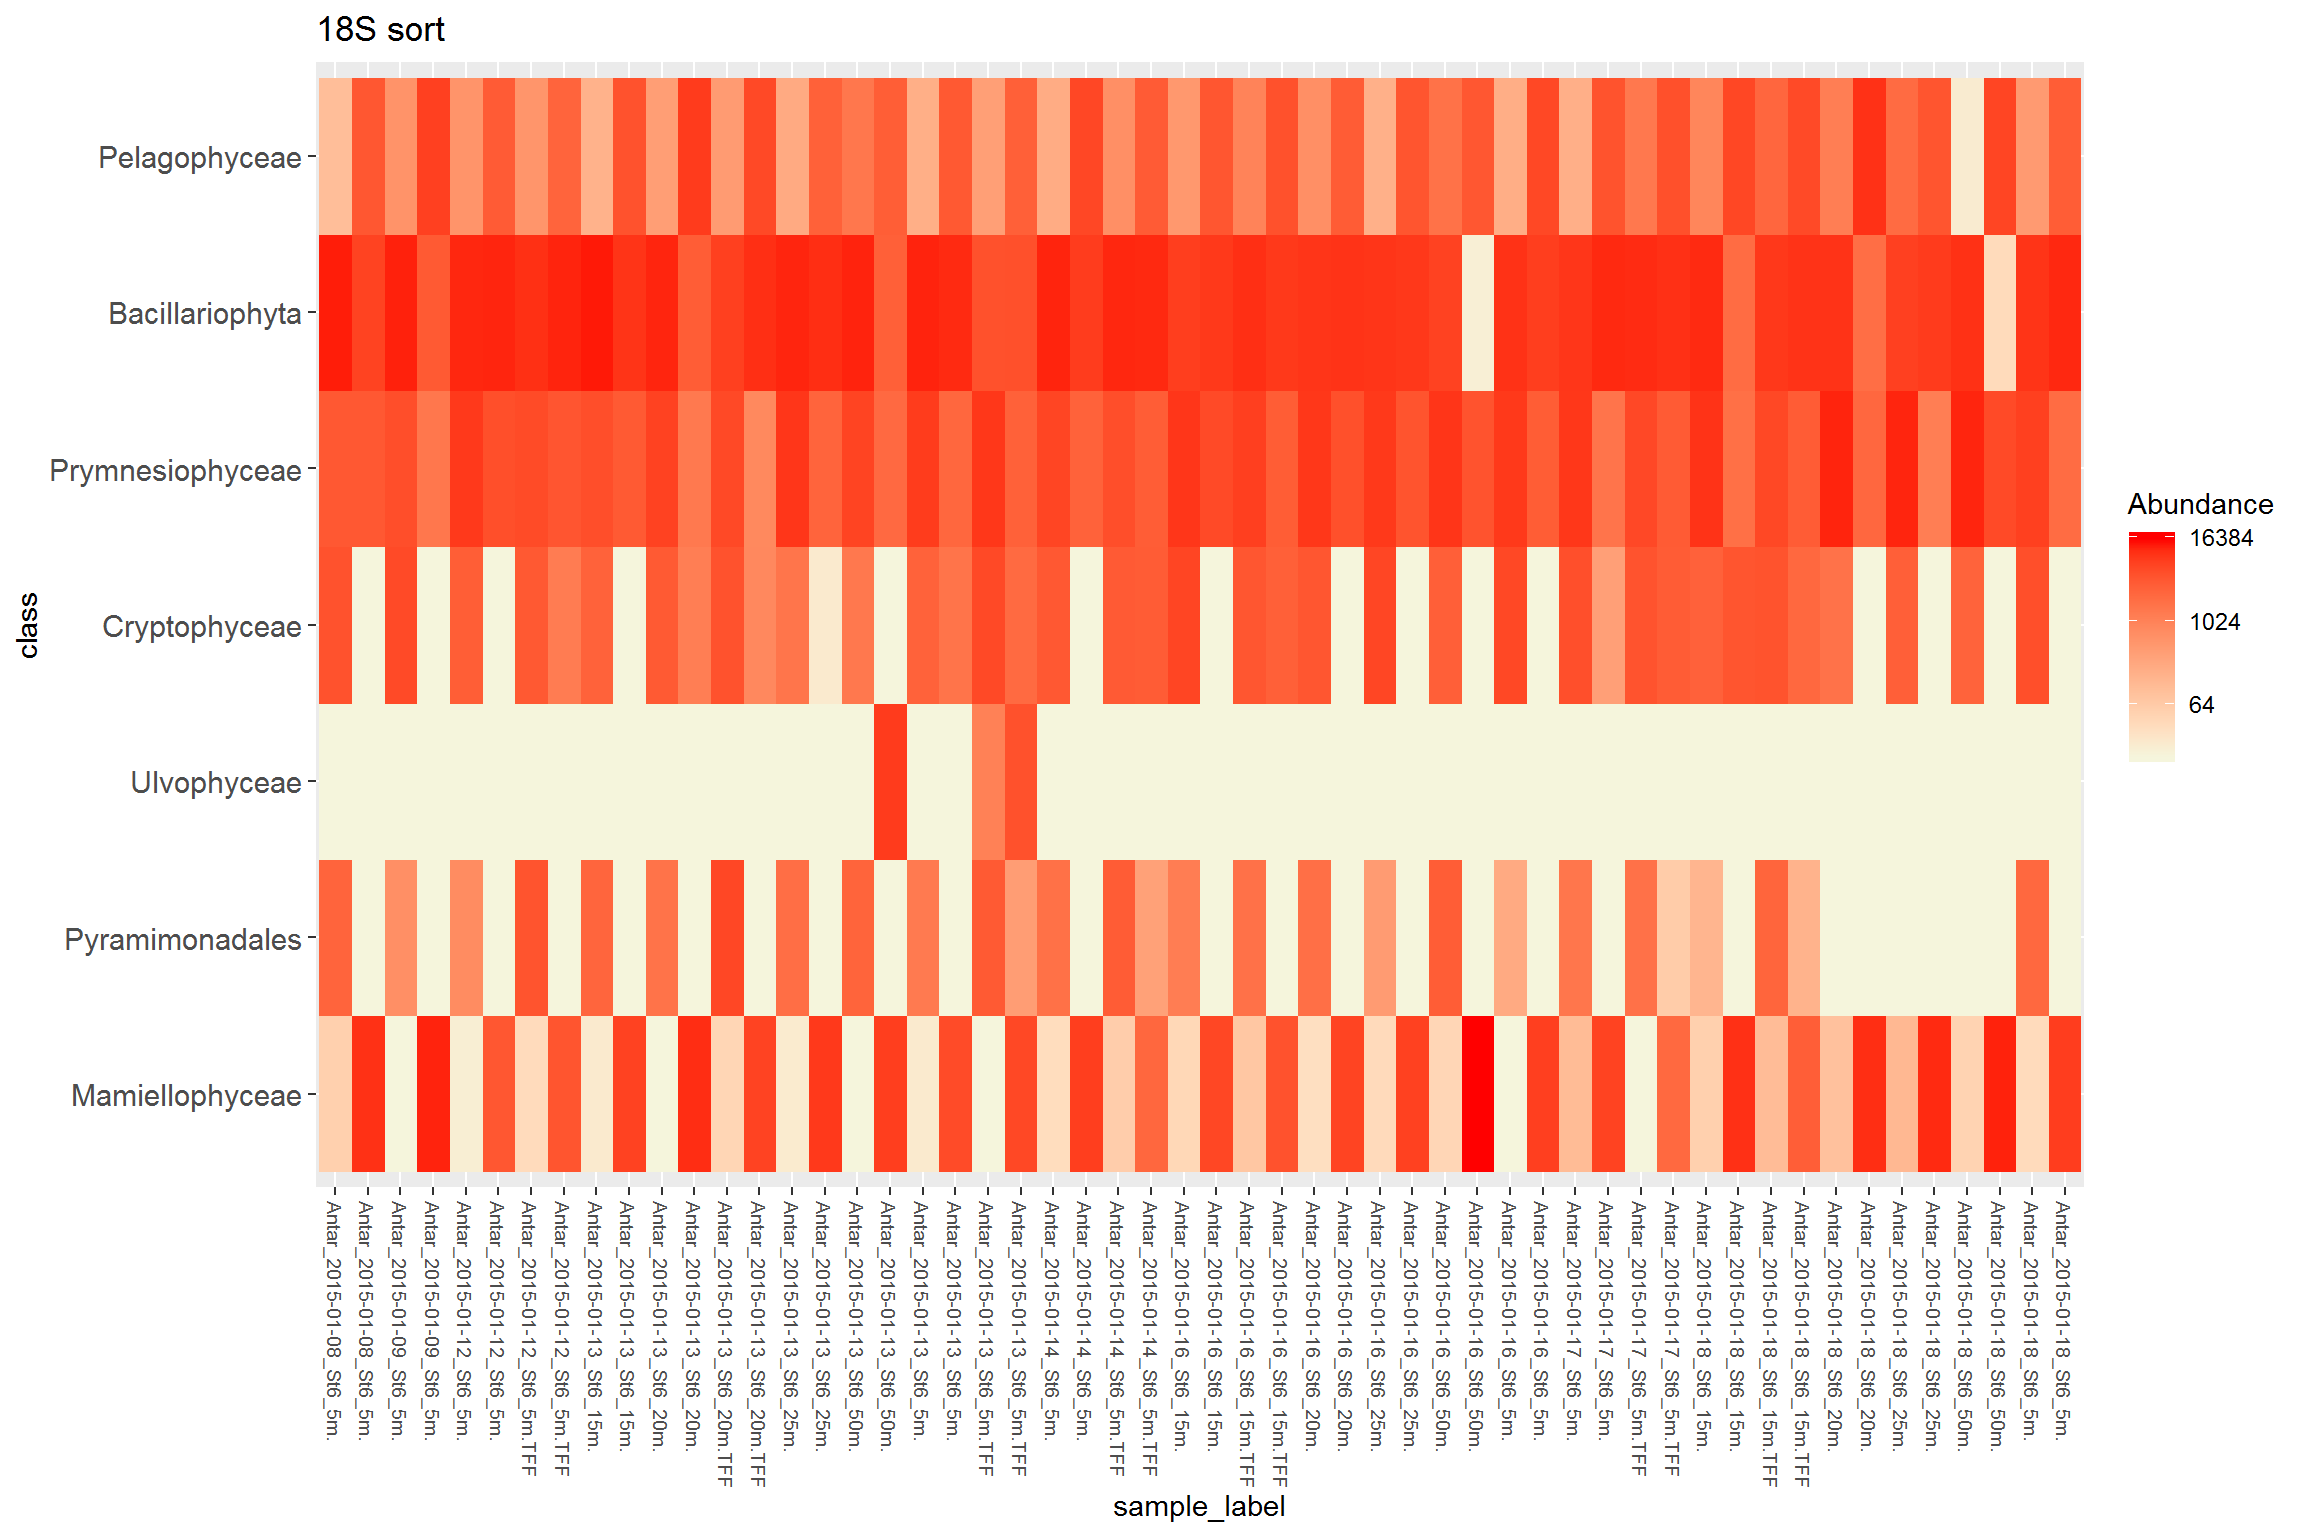 18S sort
class
Pelagophyceae
Bacillariophyta
Prymnesiophyceae
Cryptophyceae
Ulvophyceae
Pyramimonadales
Mamiellophyceae
Abundance
16384
1024
64
Antar_2015-01-08_St6_5m.
Antar_2015-01-08_St6_5m.
Antar_2015-01-09_St6_5m.
Antar_2015-01-09_St6_5m.
Antar_2015-01-12_St6_5m.
Antar_2015-01-12_St6_5m.
Antar_2015-01-12_St6_5m.TFF
Antar_2015-01-12_St6_5m.TFF
Antar_2015-01-13_St6_15m.
Antar_2015-01-13_St6_15m.
Antar_2015-01-13_St6_20m.
Antar_2015-01-13_St6_20m.
Antar_2015-01-13_St6_20m.TFF
Antar_2015-01-13_St6_20m.TFF
Antar_2015-01-13_St6_25m.
Antar_2015-01-13_St6_25m.
Antar_2015-01-13_St6_50m.
Antar_2015-01-13_St6_50m.
Antar_2015-01-13_St6_5m.
Antar_2015-01-13_St6_5m.
Antar_2015-01-13_St6_5m.TFF
Antar_2015-01-13_St6_5m.TFF
Antar_2015-01-14_St6_5m.
Antar_2015-01-14_St6_5m.
Antar_2015-01-14_St6_5m.TFF
Antar_2015-01-14_St6_5m.TFF
Antar_2015-01-16_St6_15m.
Antar_2015-01-16_St6_15m.
Antar_2015-01-16_St6_15m.TFF
Antar_2015-01-16_St6_15m.TFF
Antar_2015-01-16_St6_20m.
Antar_2015-01-16_St6_20m.
Antar_2015-01-16_St6_25m.
Antar_2015-01-16_St6_25m.
Antar_2015-01-16_St6_50m.
Antar_2015-01-16_St6_50m.
Antar_2015-01-16_St6_5m.
Antar_2015-01-16_St6_5m.
Antar_2015-01-17_St6_5m.
Antar_2015-01-17_St6_5m.
Antar_2015-01-17_St6_5m.TFF
Antar_2015-01-17_St6_5m.TFF
Antar_2015-01-18_St6_15m.
Antar_2015-01-18_St6_15m.
Antar_2015-01-18_St6_15m.TFF
Antar_2015-01-18_St6_15m.TFF
Antar_2015-01-18_St6_20m.
Antar_2015-01-18_St6_20m.
Antar_2015-01-18_St6_25m.
Antar_2015-01-18_St6_25m.
Antar_2015-01-18_St6_50m.
Antar_2015-01-18_St6_50m.
Antar_2015-01-18_St6_5m.
Antar_2015-01-18_St6_5m.
sample_label